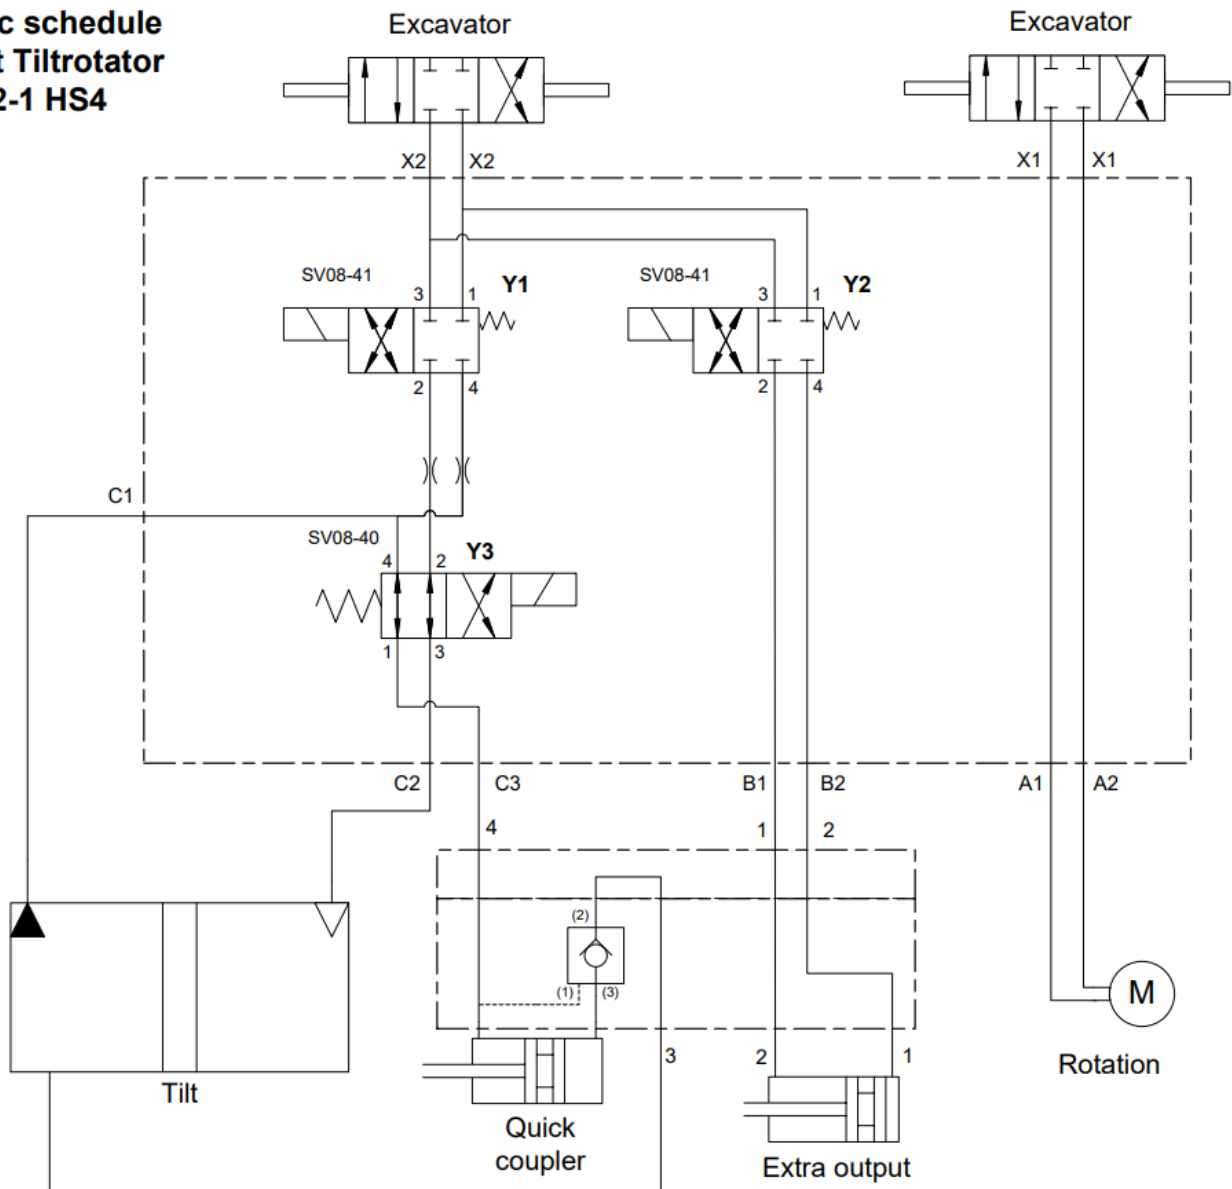 c schedule
t Tiltrotator
2-1 HS4
Excavator
Excavator
X2 X2
X1 X1
SV08-41
3 1 Y1
SV08-41
3 1 Y2
2 4
2 4
C1
SV08-40
4 2 Y3
1 3
C2 C3
B1 B2
A1 A2
4
1 2
(2)
(1) (3)
M
3
2 1
Rotation
Tilt
Quick
coupler
Extra output